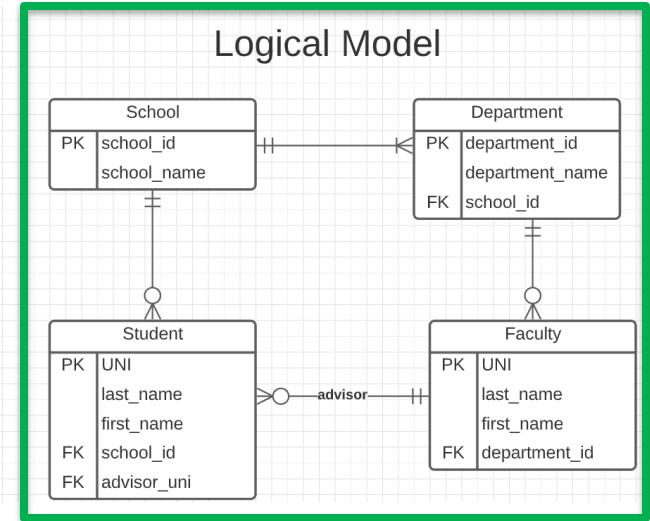 Logical Model
School
PK school_id
school_name
Department
PK department_id
department_name
FK school_id
Student
PK UNI
last_name
first_name
FK school_id
FK advisor_uni
advisor
Faculty
PK UNI
last_name
first_name
FK department_id